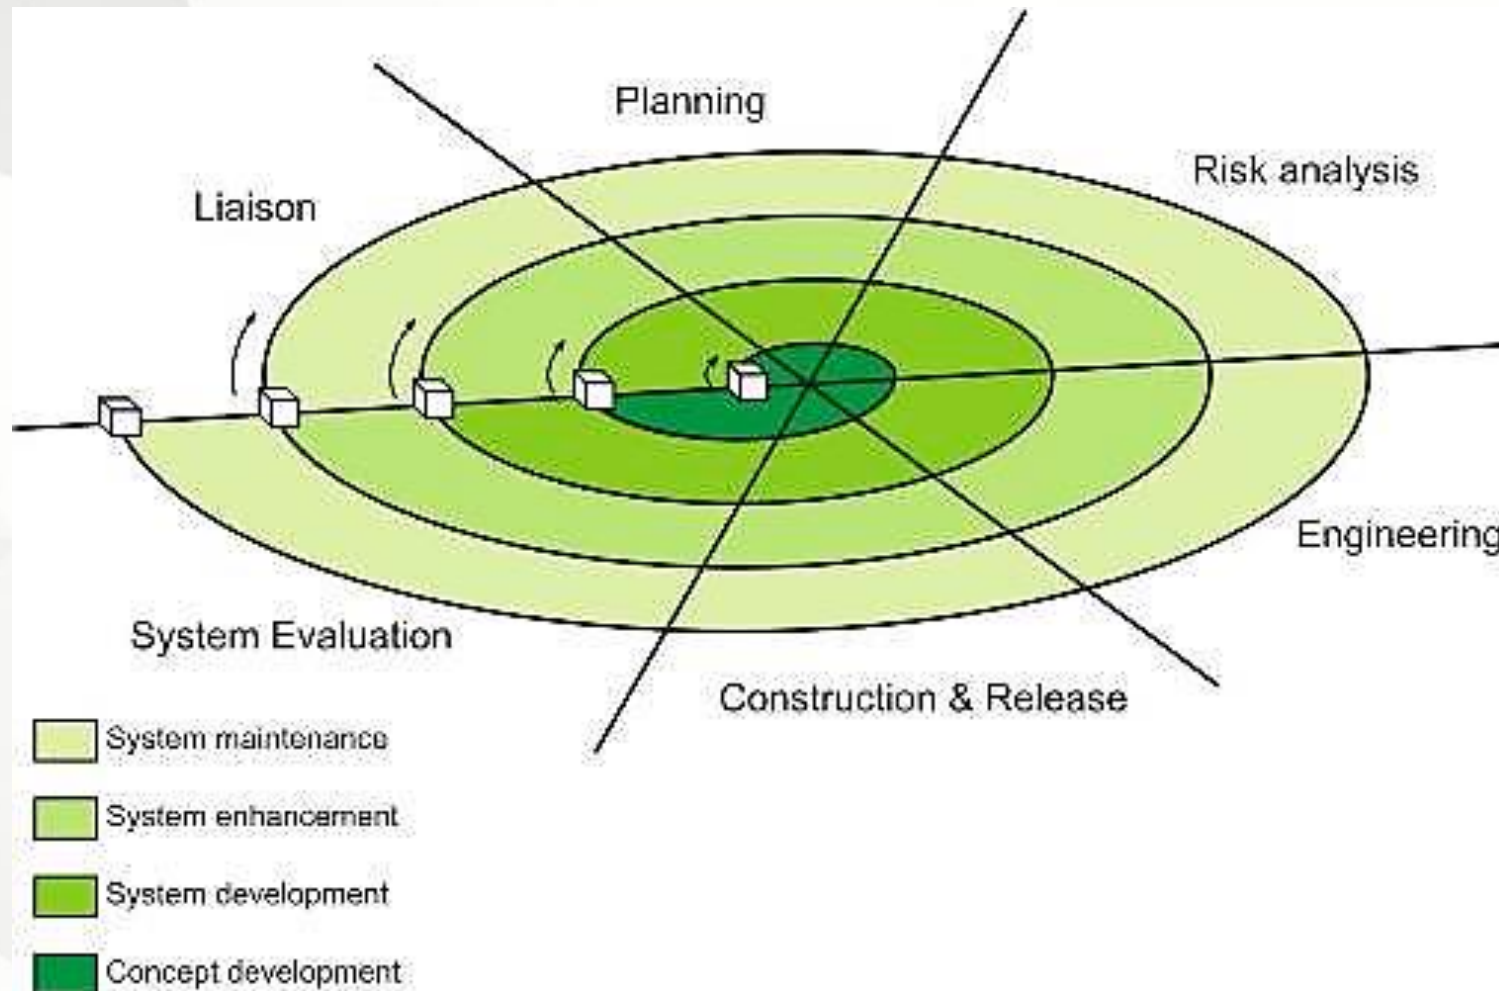 Planning
Risk analysis
Liaison
Engineering
System Evaluation
Construction & Release
System maintenance
System enhancement
System development
Concept development